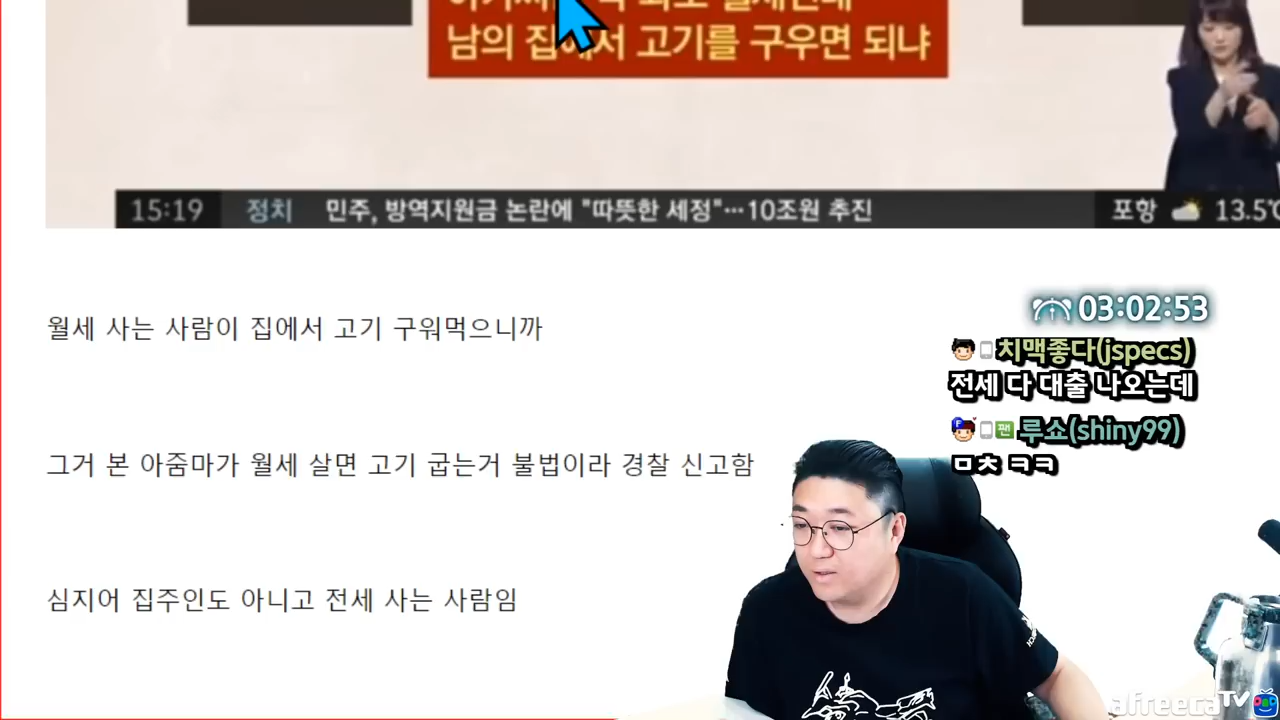 남의 집에서 고기를 구우면 되냐
15:19 정치 민주, 방역지원금 논란에 "따뜻한 세정"…10조원 추진 포항 13.5℃
월세 사는 사람이 집에서 고기 구워먹으니까
03:02:53
치맥좋다(jspecs)
전세 다 대출 나오는데
팬 루쇼(shiny99)
ㅁㅊ ㅋㅋ
그거 본 아줌마가 월세 살면 고기 굽는거 불법이라 경찰 신고함
심지어 집주인도 아니고 전세 사는 사람임
afreecaTV